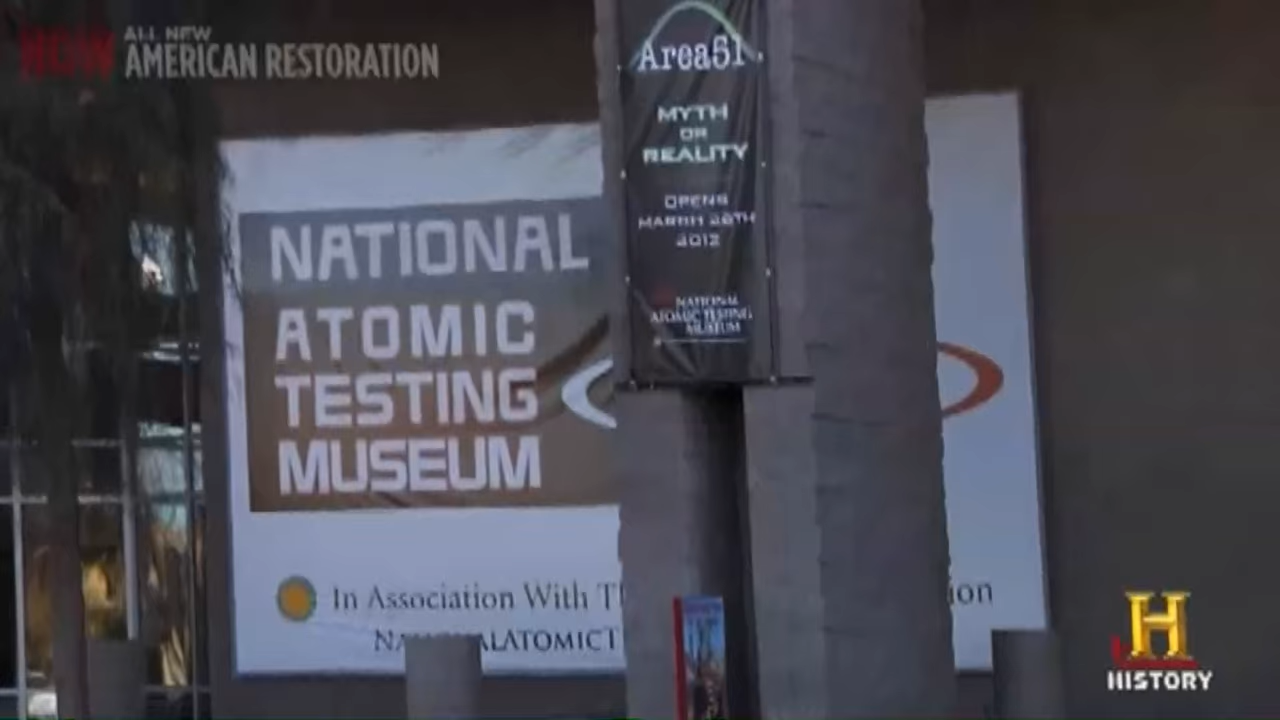 NOW ALL NEW
AMERICAN RESTORATION
Area51
MYTH
OR
REALITY
OPENS
MARCH 26TH
2012
NATIONAL
ATOMIC TESTING
MUSEUM
NATIONAL
ATOMIC
TESTING
MUSEUM
In Association With
H
HISTORY